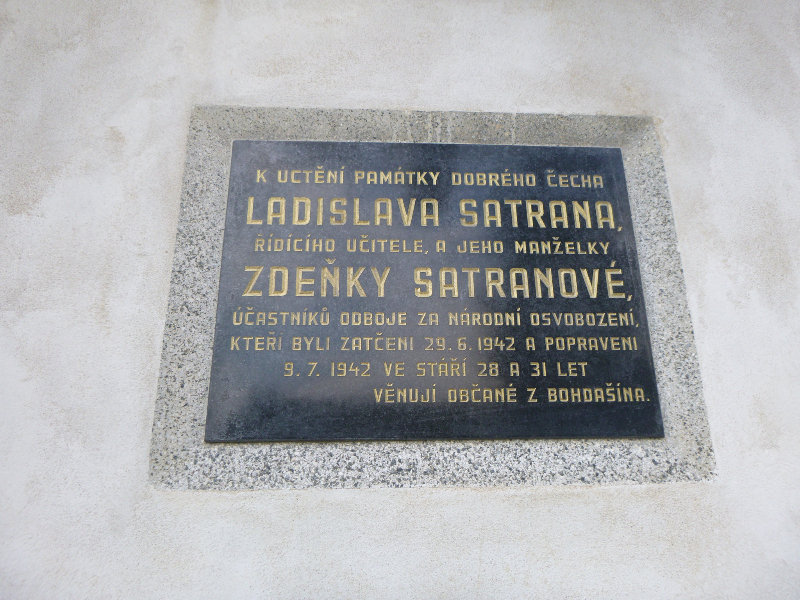 K UCTĚNÍ PAMÁTKY DOBRÉHO ČECHA
LADISLAVA SATRANA,
ŘÍDÍCÍHO UČITELE, A JEHO MANŽELKY
ZDEŇKY SATRANOVÉ,
ÚČASTNÍKŮ ODBOJE ZA NÁRODNÍ OSVOBOZENÍ,
KTEŘÍ BYLI ZATČENI 29. 6. 1942 A POPRAVENI
9. 7. 1942 VE STÁŘÍ 28 A 31 LET
VĚNUJÍ OBČANÉ Z BOHDAŠÍNA.